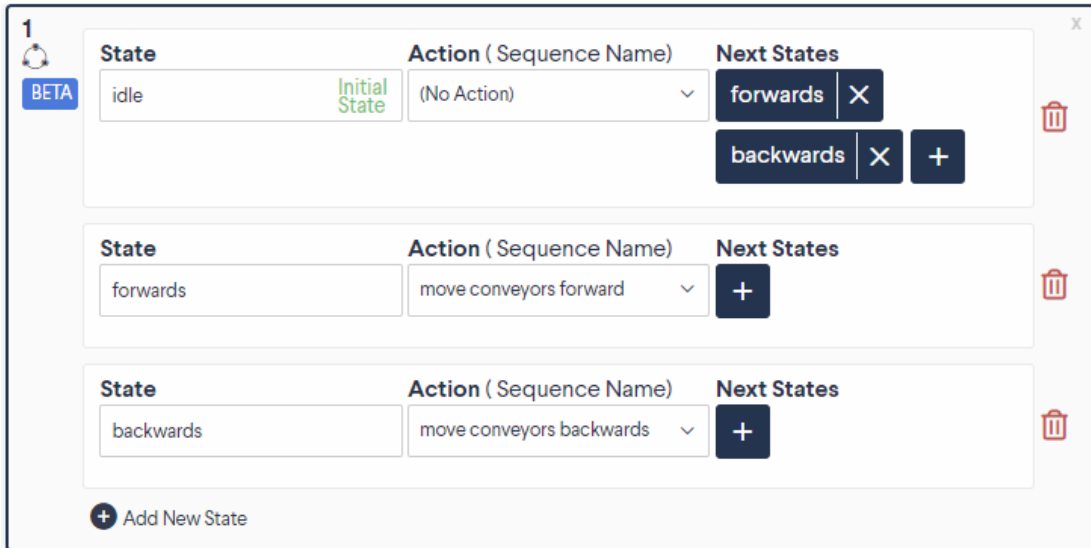 1
x
BETA
State Action ( Sequence Name) Next States
idle Initial State (No Action) forwards X
backwards X +
State Action ( Sequence Name) Next States
forwards move conveyors forward +
State Action ( Sequence Name) Next States
backwards move conveyors backwards +
+ Add New State